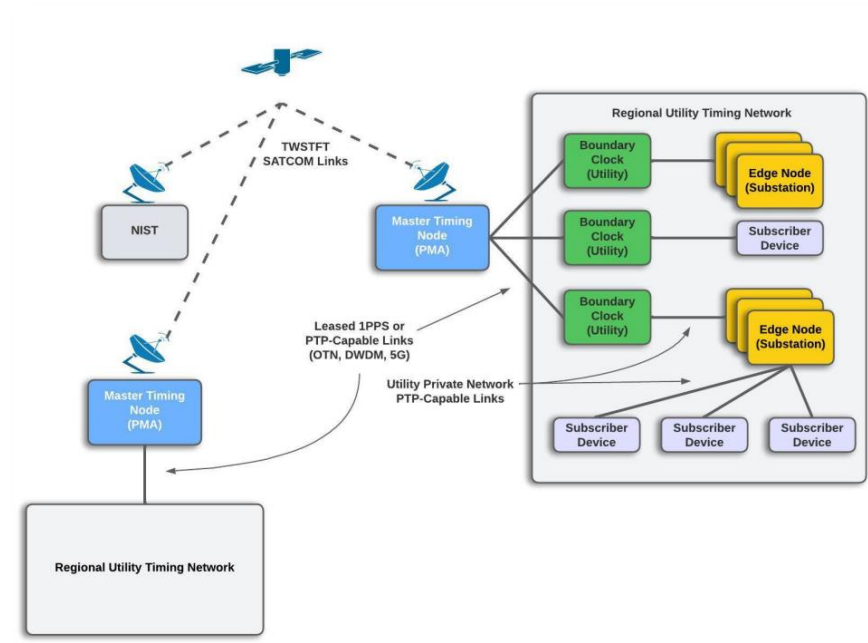 TWSTFT
SATCOM Links
NIST
Master Timing
Node
(PMA)
Regional Utility Timing Network
Boundary
Clock
(Utility)
Edge Node
(Substation)
Boundary
Clock
(Utility)
Subscriber
Device
Boundary
Clock
(Utility)
Edge Node
(Substation)
Leased 1PPS or
PTP-Capable Links
(OTN, DWDM, 5G)
Utility Private Network
PTP-Capable Links
Subscriber
Device
Subscriber
Device
Subscriber
Device
Master Timing
Node
(PMA)
Regional Utility Timing Network